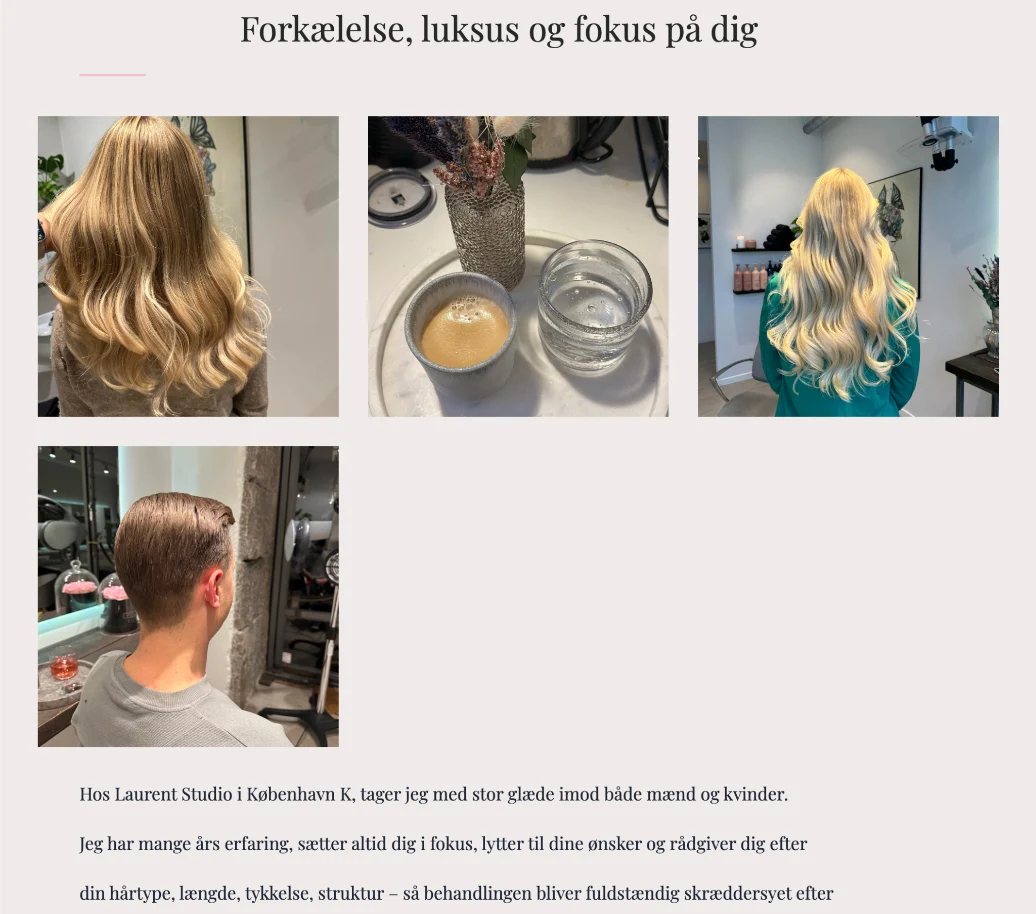 Forkælelse, luksus og fokus på dig
Hos Laurent Studio i København K, tager jeg med stor glæde imod både mænd og kvinder.
Jeg har mange års erfaring, sætter altid dig i fokus, lytter til dine ønsker og rådgiver dig efter
din hårtype, længde, tykkelse, struktur – så behandlingen bliver fuldstændig skræddersyet efter